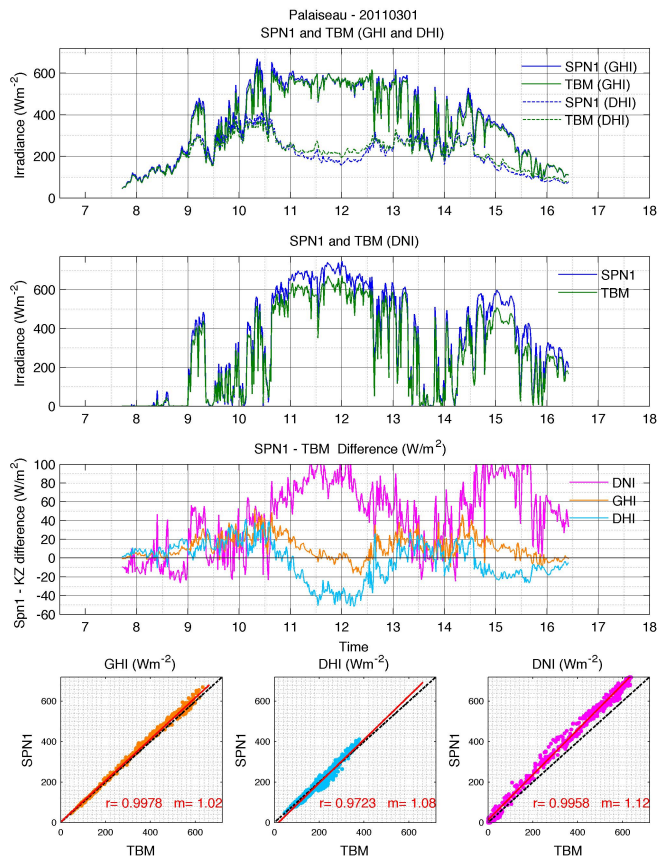 Palaiseau - 20110301
SPN1 and TBM (GHI and DHI)
Irradiance (Wm-2)
600
400
200
0
SPN1 (GHI)
TBM (GHI)
SPN1 (DHI)
TBM (DHI)
7 8 9 10 11 12 13 14 15 16 17 18
SPN1 and TBM (DNI)
Irradiance (Wm-2)
600
400
200
0
SPN1
TBM
7 8 9 10 11 12 13 14 15 16 17 18
SPN1 - TBM  Difference (W/m2)
Spn1 - KZ difference (W/m2)
100
80
60
40
20
0
-20
-40
-60
DNI
GHI
DHI
7 8 9 10 11 12 13 14 15 16 17 18
Time
GHI (Wm-2)
SPN1
600
400
200
0
r= 0.9978 m= 1.02
0 200 400 600
TBM
DHI (Wm-2)
SPN1
600
400
200
0
r= 0.9723 m= 1.08
0 200 400 600
TBM
DNI (Wm-2)
SPN1
600
400
200
0
r= 0.9958 m= 1.12
0 200 400 600
TBM